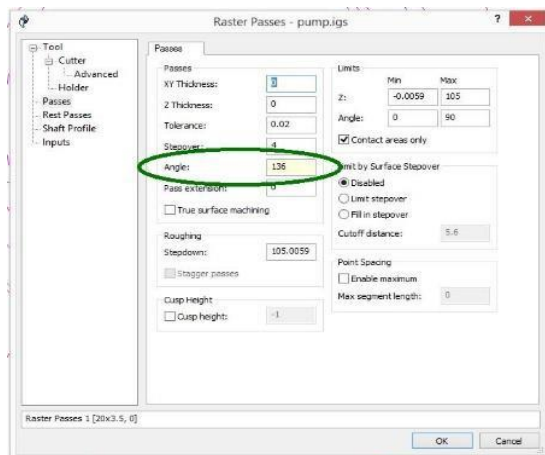 Raster Passes - pump.igs
?
Tool
Cutter
Advanced
Holder
Passes
Rest Passes
Shaft Profile
Inputs
Passes
Passes
XY Thickness: 0
Z Thickness: 0
Tolerance: 0.02
Stepover: 4
Angle: 136
Pass extension: 0
True surface machining
Roughing
Stepdown: 105.0059
Stagger passes
Cusp Height
Cusp height: -1
Limits
Min Max
Z: -0.0059 105
Angle: 0 90
Contact areas only
Limit by Surface Stepover
Disabled
Limit stepover
Fill in stepover
Cutoff distance: 5.6
Point Spacing
Enable maximum
Max segment length: 0
Raster Passes 1 [20x3.5, 0]
OK Cancel